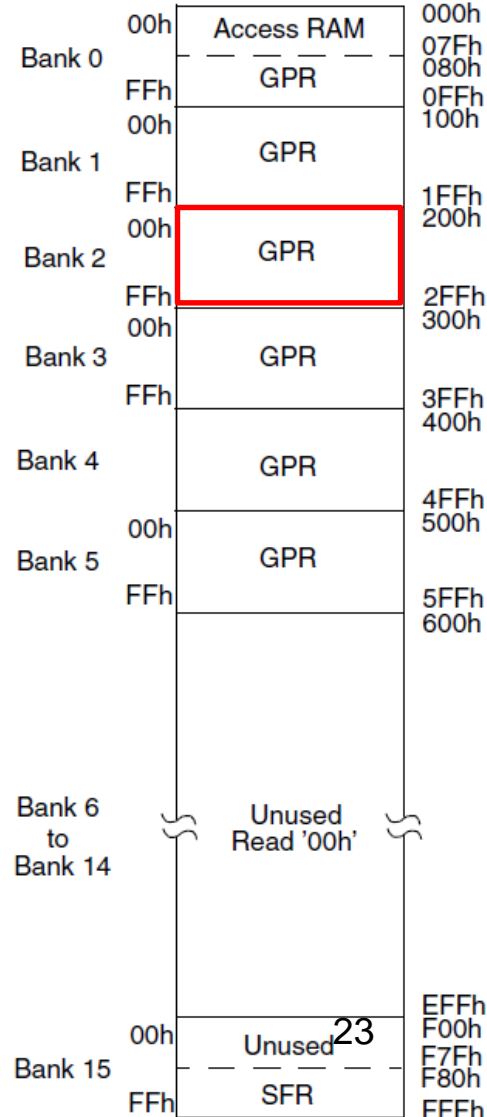 00h Access RAM 000h
Bank 0 07Fh
080h
FFh GPR 0FFh
00h 100h
Bank 1 GPR
FFh 1FFh
00h 200h
Bank 2 GPR
FFh 2FFh
00h 300h
Bank 3 GPR
FFh 3FFh
400h
Bank 4 GPR
4FFh
00h 500h
Bank 5 GPR
FFh 5FFh
600h
Bank 6 Unused
to Read '00h'
Bank 14
EFFh
00h Unused 23 F00h
Bank 15 F7Fh
F80h
FFh SFR FFFh